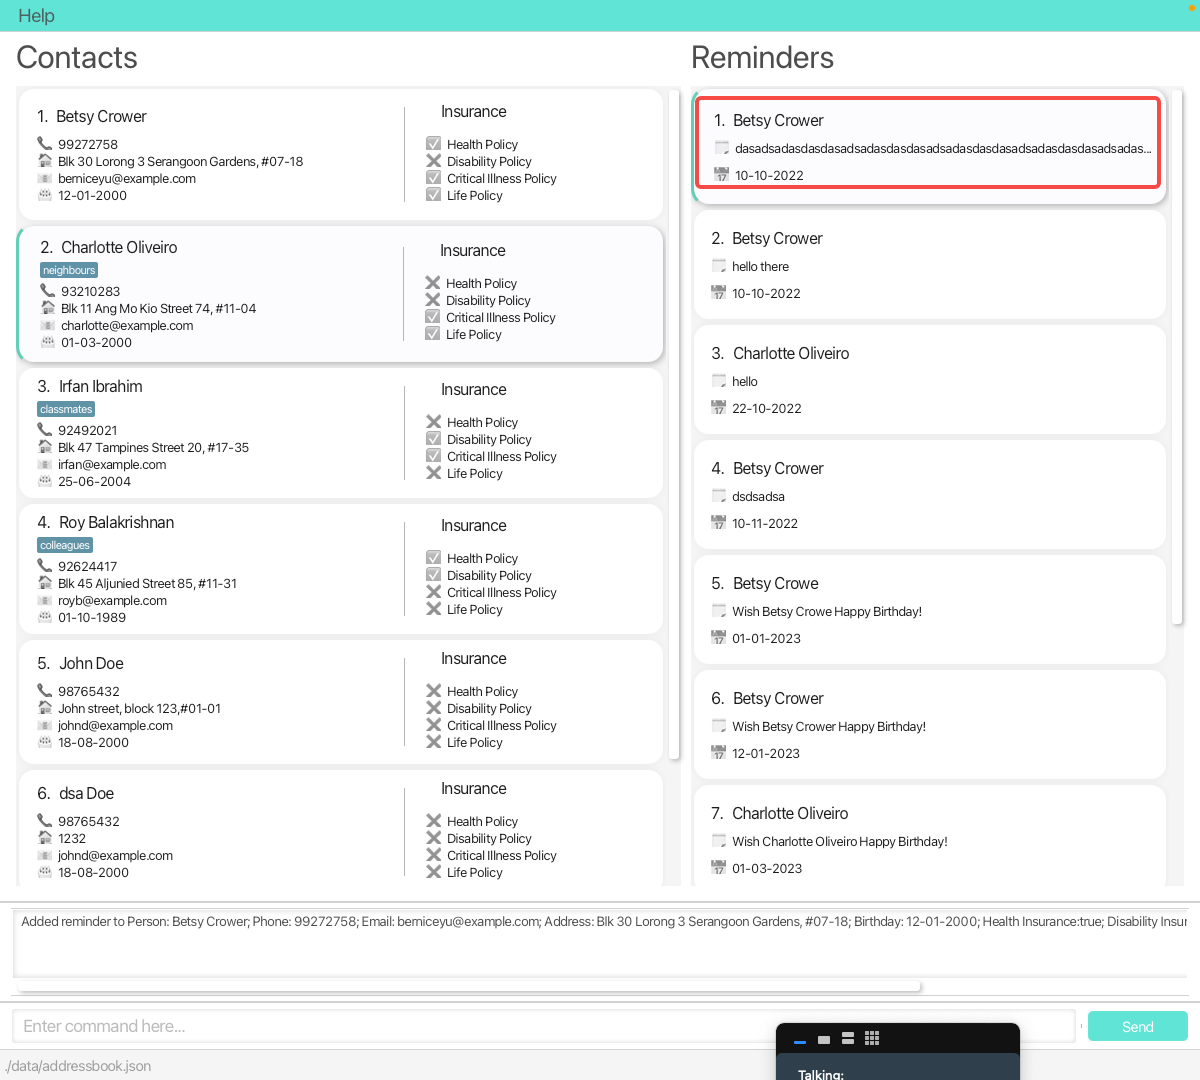 Help
Contacts
1. Betsy Crower
99272758
Blk 30 Lorong 3 Serangoon Gardens, #07-18
berniceyu@example.com
12-01-2000
Insurance
Health Policy
Disability Policy
Critical Illness Policy
Life Policy
2. Charlotte Oliveiro
neighbours
93210283
Blk 11 Ang Mo Kio Street 74, #11-04
charlotte@example.com
01-03-2000
Insurance
Health Policy
Disability Policy
Critical Illness Policy
Life Policy
3. Irfan Ibrahim
classmates
92492021
Blk 47 Tampines Street 20, #17-35
irfan@example.com
25-06-2004
Insurance
Health Policy
Disability Policy
Critical Illness Policy
Life Policy
4. Roy Balakrishnan
colleagues
92624417
Blk 45 Aljunied Street 85, #11-31
royb@example.com
01-10-1989
Insurance
Health Policy
Disability Policy
Critical Illness Policy
Life Policy
5. John Doe
98765432
John street, block 123,#01-01
johnd@example.com
18-08-2000
Insurance
Health Policy
Disability Policy
Critical Illness Policy
Life Policy
6. dsa Doe
98765432
1232
johnd@example.com
18-08-2000
Insurance
Health Policy
Disability Policy
Critical Illness Policy
Life Policy
Reminders
1. Betsy Crower
dasadsadasdasdasadsadasdasdasadsadasdasdasadsadasdasdasadsadas...
17 10-10-2022
2. Betsy Crower
hello there
17 10-10-2022
3. Charlotte Oliveiro
hello
17 22-10-2022
4. Betsy Crower
dsdsadsa
17 10-11-2022
5. Betsy Crowe
Wish Betsy Crowe Happy Birthday!
17 01-01-2023
6. Betsy Crower
Wish Betsy Crower Happy Birthday!
17 12-01-2023
7. Charlotte Oliveiro
Wish Charlotte Oliveiro Happy Birthday!
17 01-03-2023
Added reminder to Person: Betsy Crower; Phone: 99272758; Email: berniceyu@example.com; Address: Blk 30 Lorong 3 Serangoon Gardens, #07-18; Birthday: 12-01-2000; Health Insurance:true; Disability Insur
Enter command here...
Send
./data/addressbook.json
Talking: